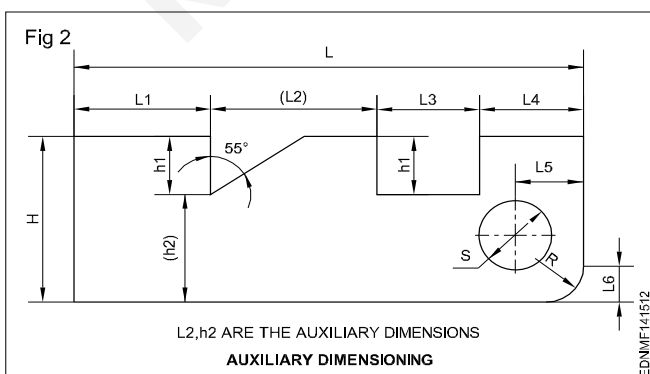 Fig 2
L
L1
(L2)
L3
L4
55°
h1
h1
L5
H
(h2)
S
R
L6
L2,h2 ARE THE AUXILIARY DIMENSIONS
AUXILIARY DIMENSIONING
EDNMF141512